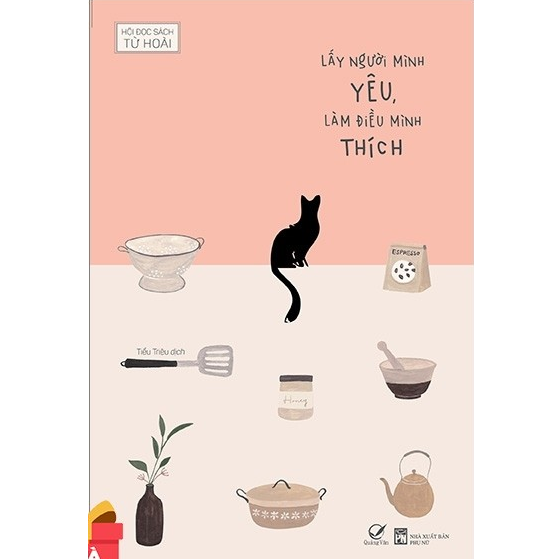 HỘI ĐỌC SÁCH
TỪ HOÀI
LẤY NGƯỜI MÌNH
YÊU,
LÀM ĐIỀU MÌNH
THÍCH
ESPRESSO
Tiểu Triêu dịch
Honey
Quảng Văn
NHÀ XUẤT BẢN
PHỤ NỮ